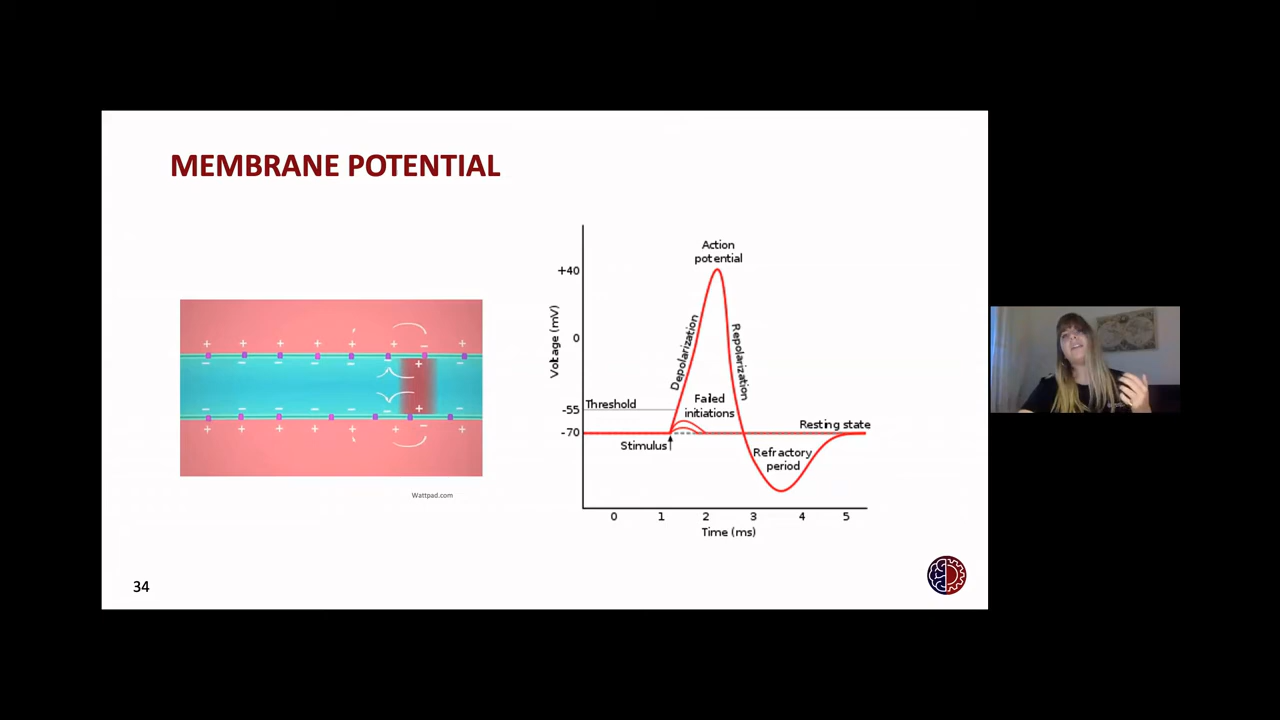 MEMBRANE POTENTIAL
Wattpad.com
34
Voltage (mV)
+40
0
-55
-70
Action
potential
Depolarization
Repolarization
Threshold
Failed
initiations
Stimulus
Resting state
Refractory
period
0 1 2 3 4 5
Time (ms)